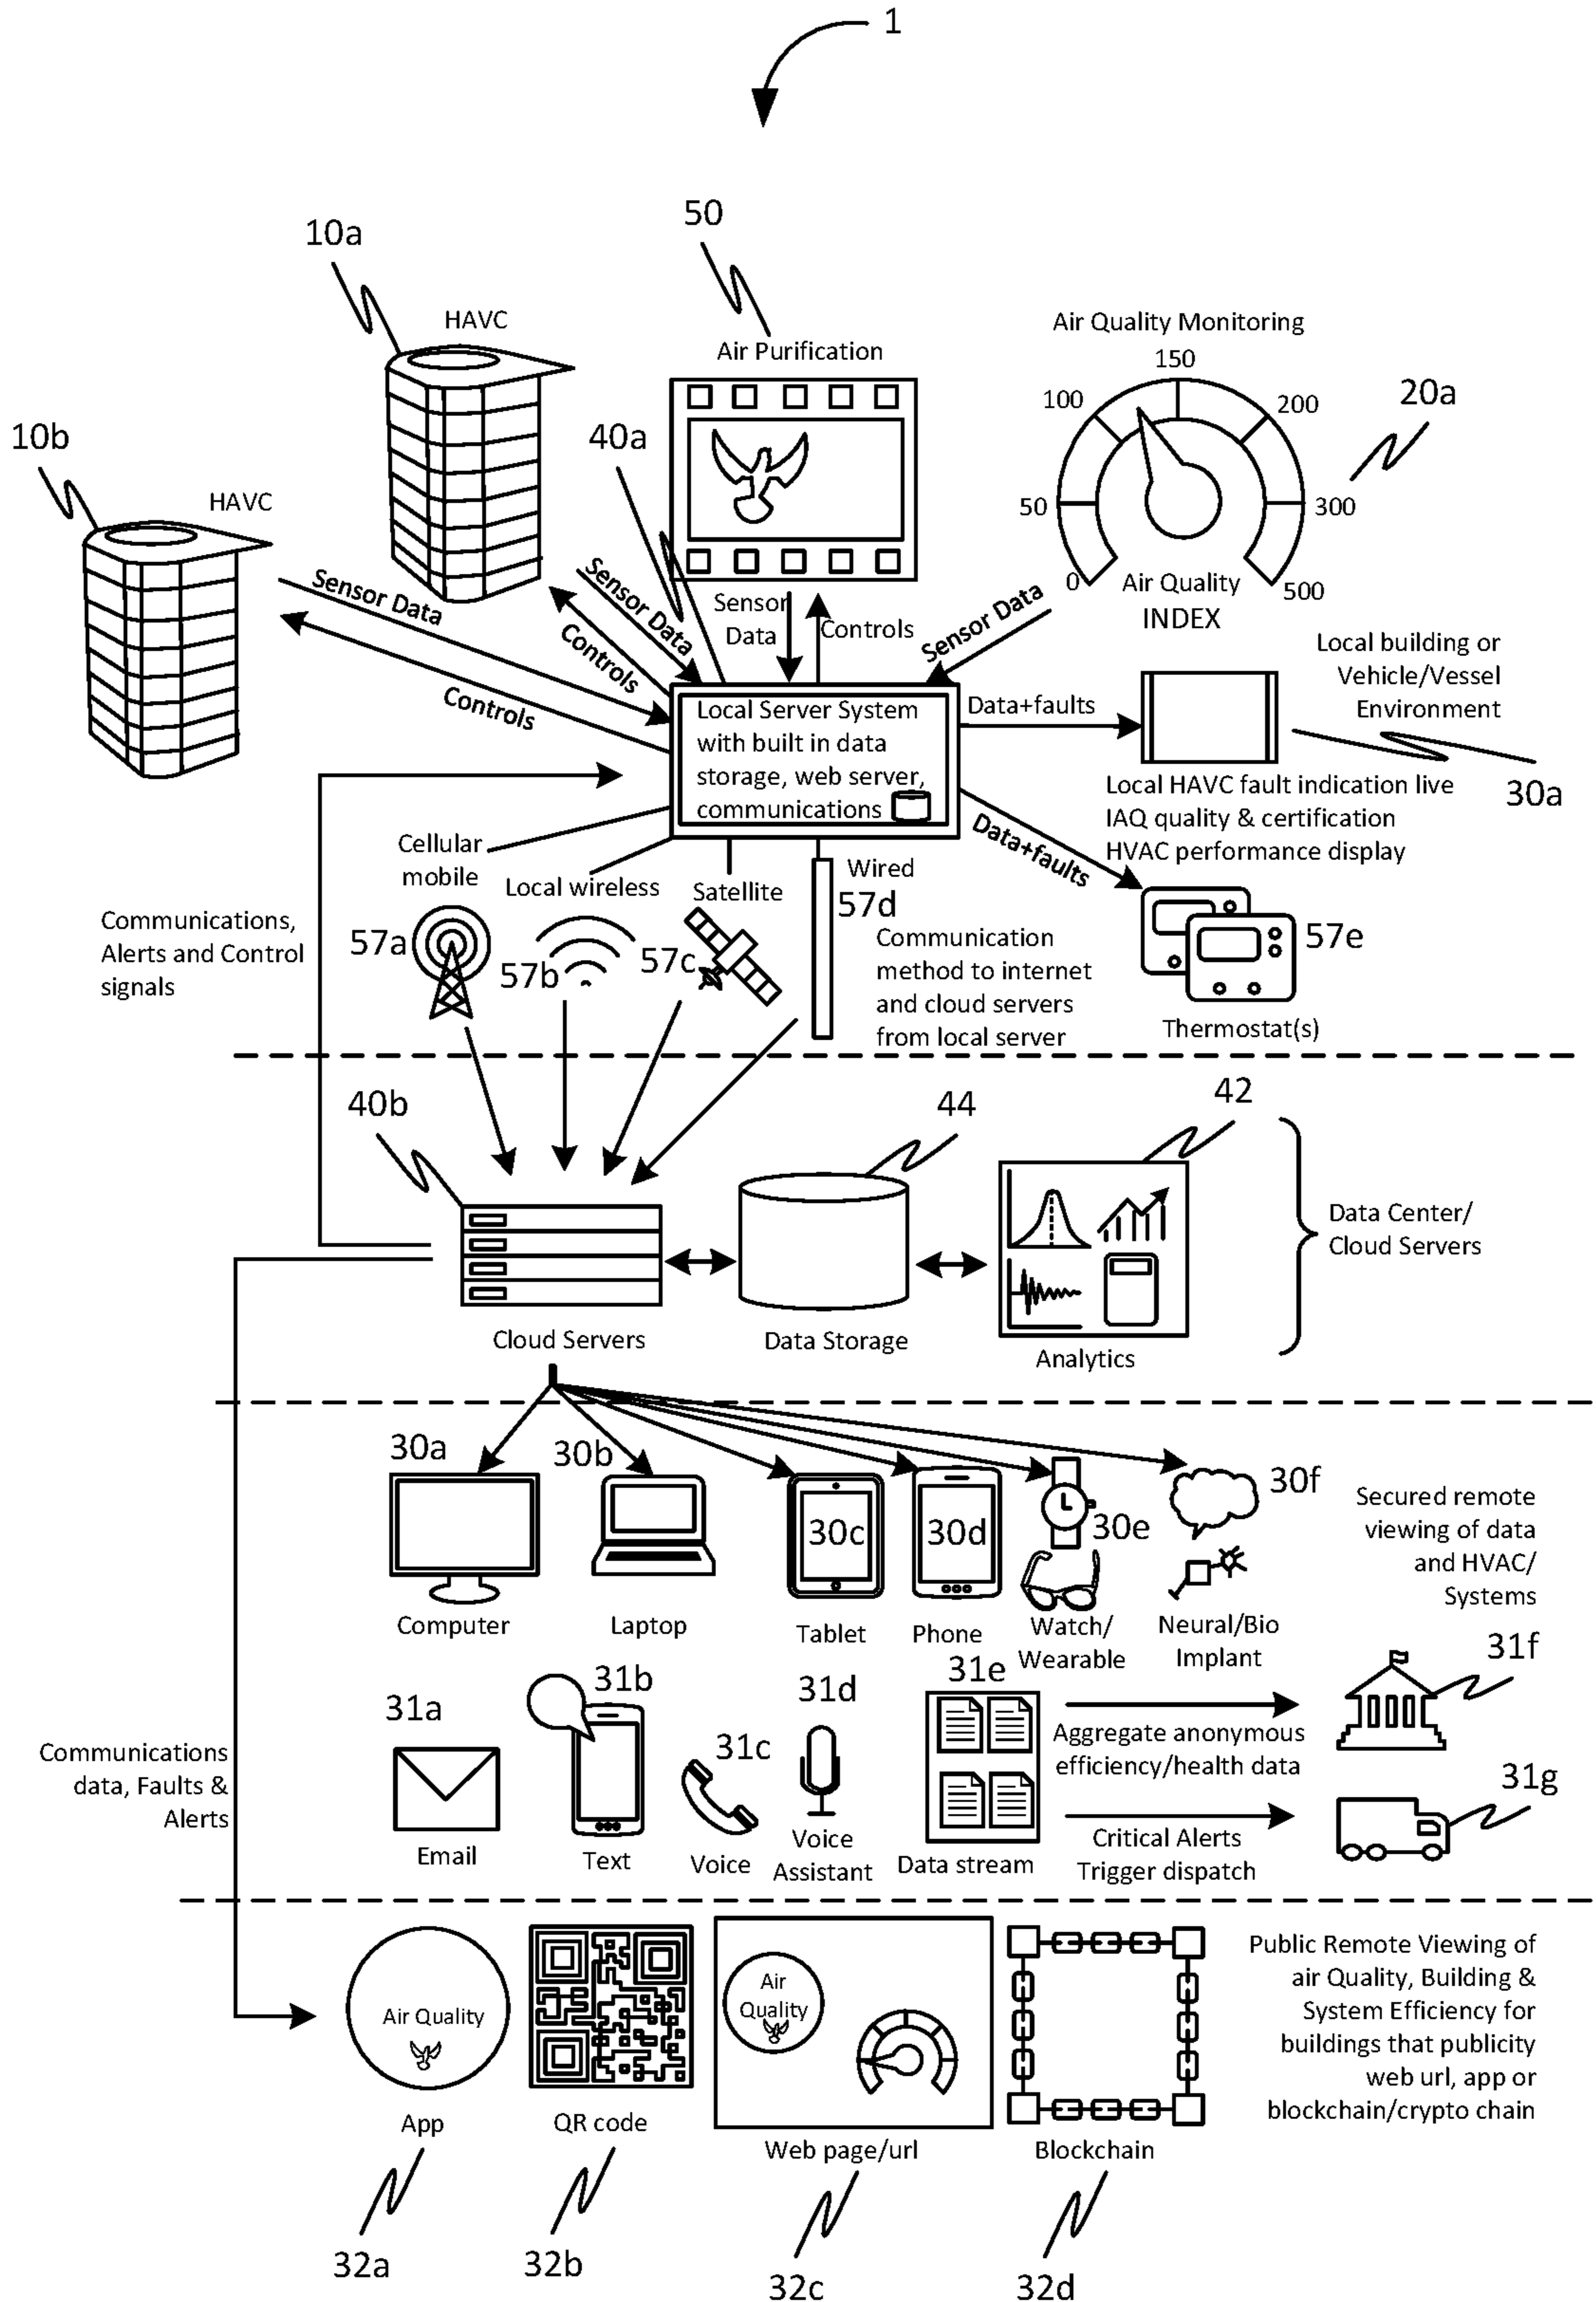 1
50
10a
HAVC
Air Purification
Air Quality Monitoring
150
100
200
20a
50
300
0
500
Air Quality
INDEX
10b
HAVC
40a
Sensor Data
Controls
Sensor Data
Controls
Sensor
Data
Controls
Sensor Data
Local building or
Vehicle/Vessel
Environment
Local Server System
with built in data
storage, web server,
communications
Data+faults
30a
Local HAVC fault indication live
IAQ quality & certification
HVAC performance display
Data+faults
Cellular
mobile
Local wireless
Satellite
Wired
57d
57a
57b
57c
57e
Communications,
Alerts and Control
signals
Communication
method to internet
and cloud servers
from local server
Thermostat(s)
40b
44
42
Data Center/
Cloud Servers
Cloud Servers
Data Storage
Analytics
30a
30b
30c
30d
30e
30f
Secured remote
viewing of data
and HVAC/
Systems
Computer
Laptop
Tablet
Phone
Watch/
Wearable
Neural/Bio
Implant
31a
31b
31c
31d
31e
31f
Aggregate anonymous
efficiency/health data
31g
Critical Alerts
Trigger dispatch
Communications
data, Faults &
Alerts
Email
Text
Voice
Voice
Assistant
Data stream
Air Quality
Air
Quality
Public Remote Viewing of
air Quality, Building &
System Efficiency for
buildings that publicity
web url, app or
blockchain/crypto chain
App
QR code
Web page/url
Blockchain
32a
32b
32c
32d